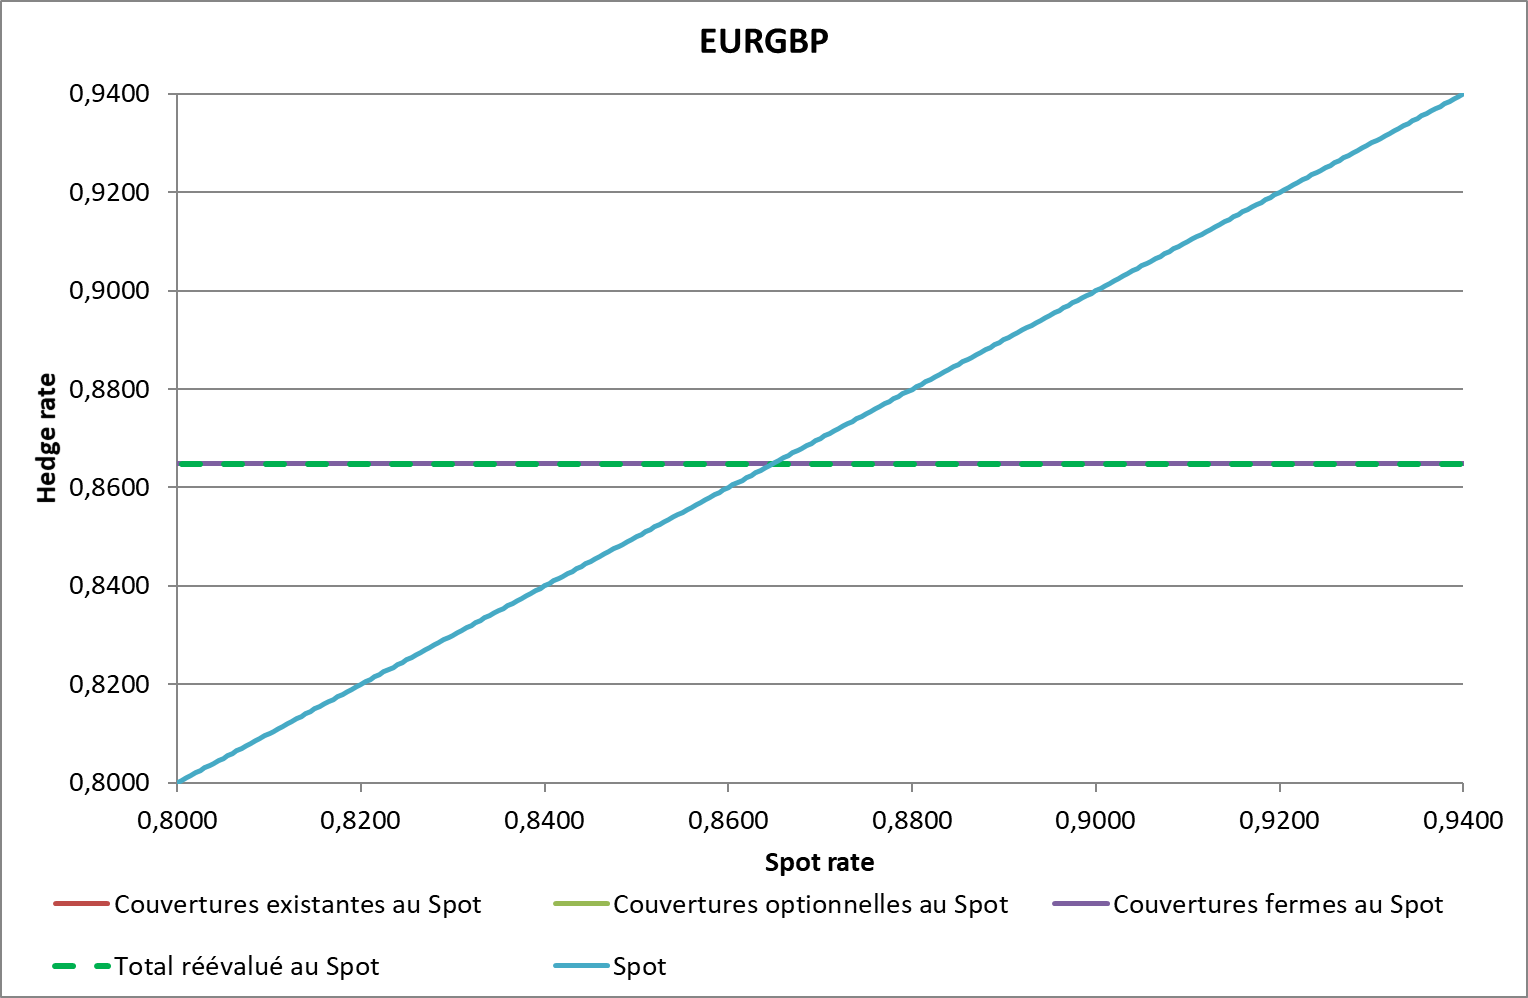 EURGBP
0,9400
0,9200
0,9000
0,8800
0,8600
0,8400
0,8200
0,8000
Hedge rate
0,8000 0,8200 0,8400 0,8600 0,8800 0,9000 0,9200 0,9400
Spot rate
Couvertures existantes au Spot Couvertures optionnelles au Spot Couvertures fermes au Spot
Total réévalué au Spot Spot